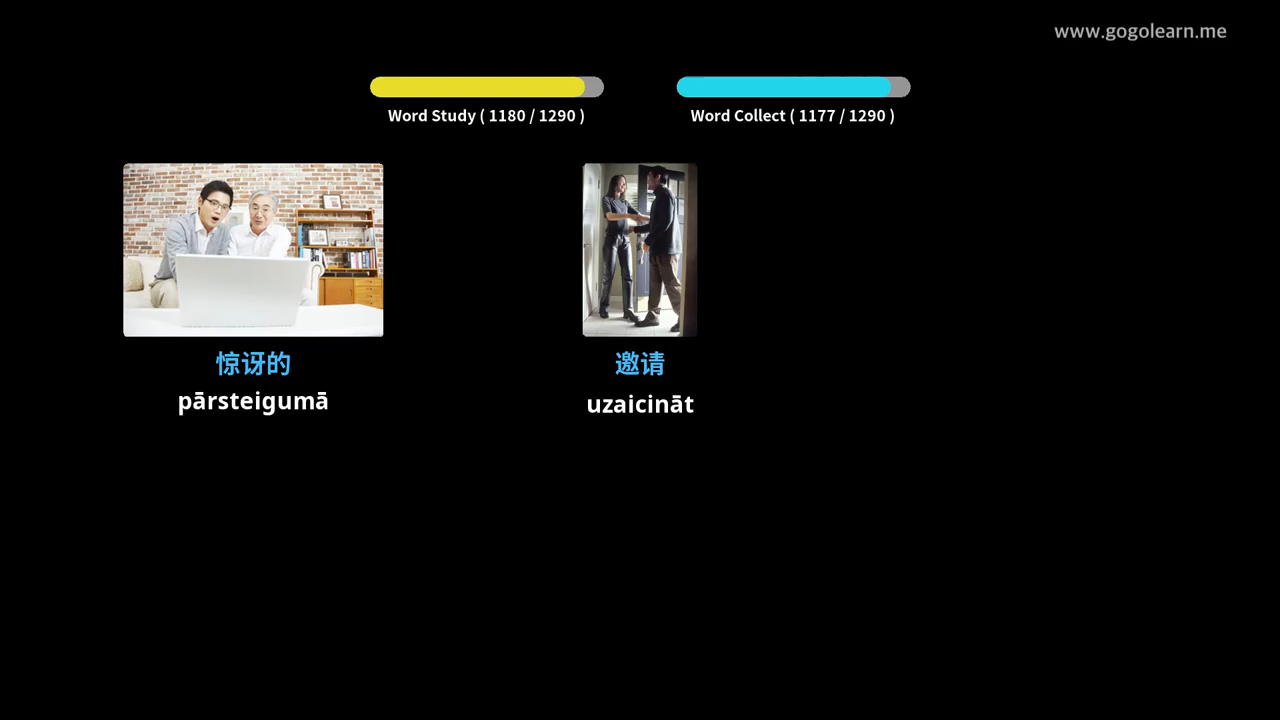 www.gogolearn.me
Word Study ( 1180 / 1290 )
Word Collect ( 1177 / 1290 )
惊讶的
pārsteigumā
邀请
uzaicināt